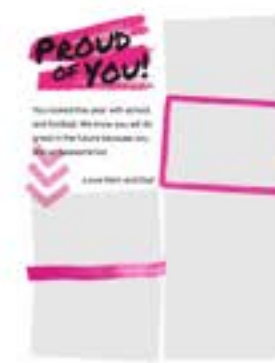 PROUD
OF YOU!
You rocked this year with school
and football. We know you will do
great in the future because you
are
Love Mom and Dad